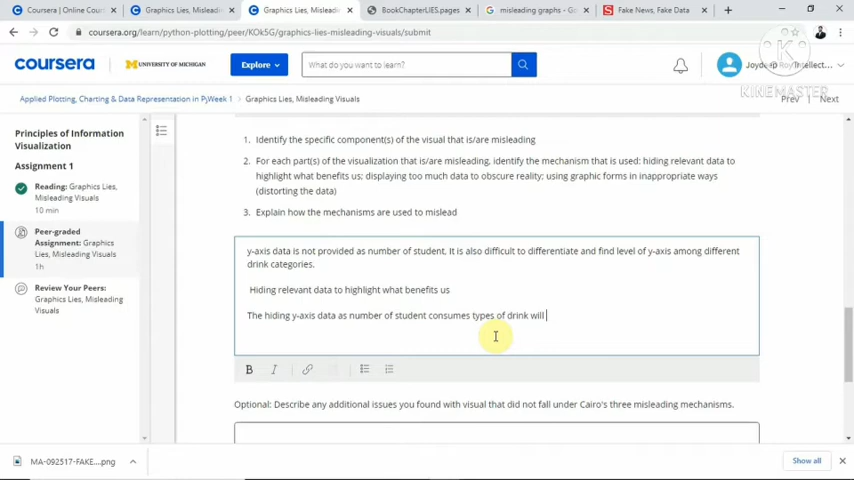 Coursera | Online Co
Graphics Lies, Misleadin
Graphics Lies, Misleadin
BookChapterLIES.pages
misleading graphs - Go
Fake News, Fake Data
coursera.org/learn/python-plotting/peer/KOk5G/graphics-lies-misleading-visuals/submit
coursera
UNIVERSITY OF MICHIGAN
Explore
What do you want to learn?
KINEMASTER
Applied Plotting, Charting & Data Representation in Py
Week 1
Graphics Lies, Misleading Visuals
Prev
Next
Principles of Information
Visualization
Assignment 1
Reading: Graphics Lies,
Misleading Visuals
10 min
Peer-graded
Assignment: Graphics
Lies, Misleading Visuals
1h
Review Your Peers:
Graphics Lies, Misleading
Visuals
1. Identify the specific component(s) of the visual that is/are misleading
2. For each part(s) of the visualization that is/are misleading, identify the mechanism that is used: hiding relevant data to
highlight what benefits us; displaying too much data to obscure reality; using graphic forms in inappropriate ways
(distorting the data)
3. Explain how the mechanisms are used to mislead
y-axis data is not provided as number of student. It is also difficult to differentiate and find level of y-axis among different
drink categories.
Hiding relevant data to highlight what benefits us
The hiding y-axis data as number of student consumes types of drink will
B I
Optional: Describe any additional issues you found with visual that did not fall under Cairo's three misleading mechanisms.
MA-092517-FAKE....png
Show all